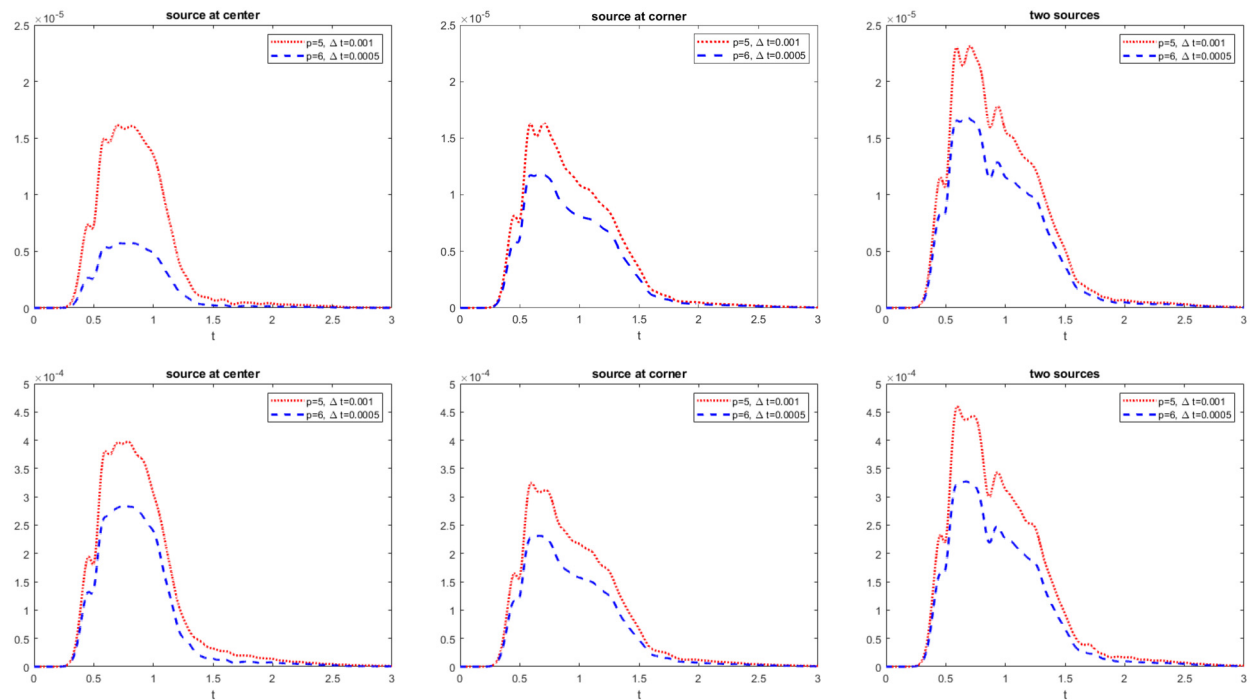 source at center
×10⁻⁵
2.5
2
1.5
1
0.5
0
p=5, Δ t=0.001
p=6, Δ t=0.0005
0 0.5 1 1.5 2 2.5 3
t
source at corner
×10⁻⁵
2.5
2
1.5
1
0.5
0
p=5, Δ t=0.001
p=6, Δ t=0.0005
0 0.5 1 1.5 2 2.5 3
t
two sources
×10⁻⁵
2.5
2
1.5
1
0.5
0
p=5, Δ t=0.001
p=6, Δ t=0.0005
0 0.5 1 1.5 2 2.5 3
t
source at center
×10⁻⁴
5
4.5
4
3.5
3
2.5
2
1.5
1
0.5
0
p=5, Δ t=0.001
p=6, Δ t=0.0005
0 0.5 1 1.5 2 2.5 3
t
source at corner
×10⁻⁴
5
4.5
4
3.5
3
2.5
2
1.5
1
0.5
0
p=5, Δ t=0.001
p=6, Δ t=0.0005
0 0.5 1 1.5 2 2.5 3
t
two sources
×10⁻⁴
5
4.5
4
3.5
3
2.5
2
1.5
1
0.5
0
p=5, Δ t=0.001
p=6, Δ t=0.0005
0 0.5 1 1.5 2 2.5 3
t